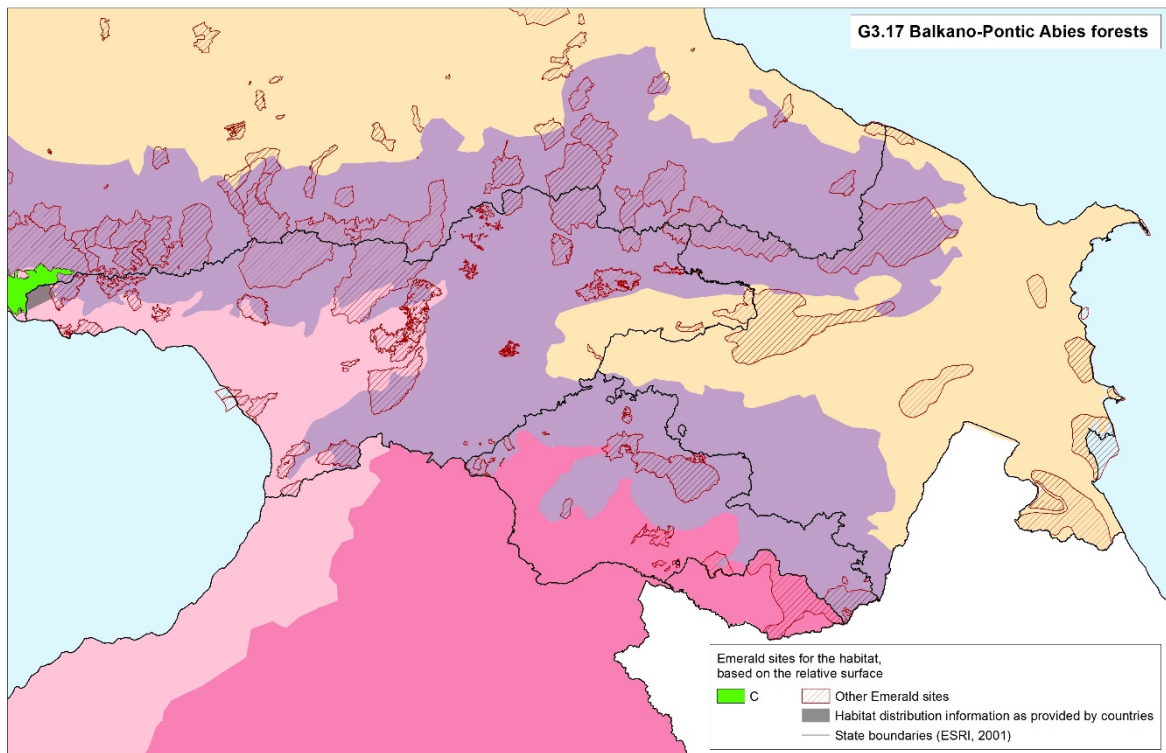 G3.17 Balkano-Pontic Abies forests
Emerald sites for the habitat,
based on the relative surface
C
Other Emerald sites
Habitat distribution information as provided by countries
State boundaries (ESRI, 2001)